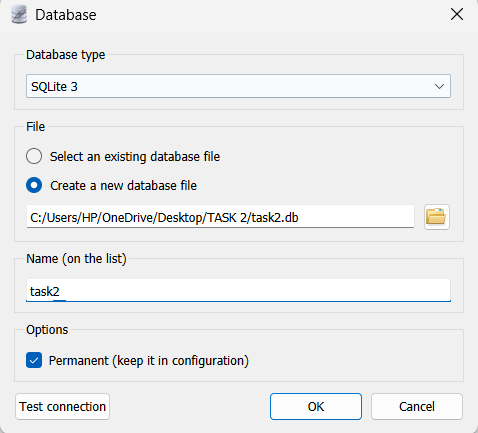 Database
Database type
SQLite 3
File
Select an existing database file
Create a new database file
C:/Users/HP/OneDrive/Desktop/TASK 2/task2.db
Name (on the list)
task2
Options
Permanent (keep it in configuration)
Test connection OK Cancel